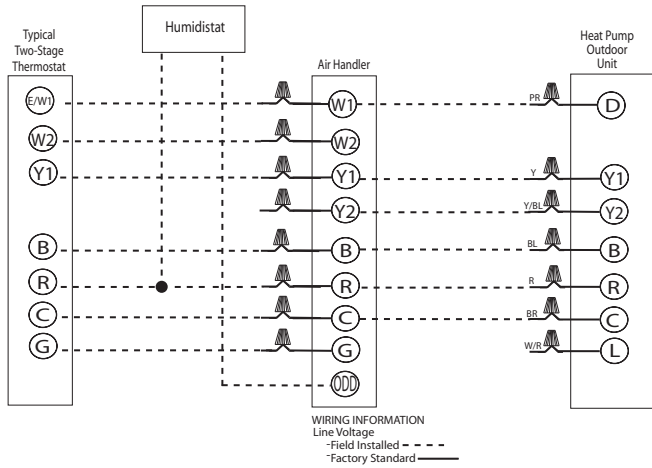 Humidistat
Typical
Two-Stage
Thermostat
Air Handler
Heat Pump
Outdoor
Unit
E/W1
W1
PR
D
W2
W2
Y1
Y1
Y
Y1
Y2
Y/BL
Y2
B
B
BL
B
R
R
R
R
C
C
BR
C
G
G
W/R
L
ODD
WIRING INFORMATION
Line Voltage
-Field Installed
-Factory Standard